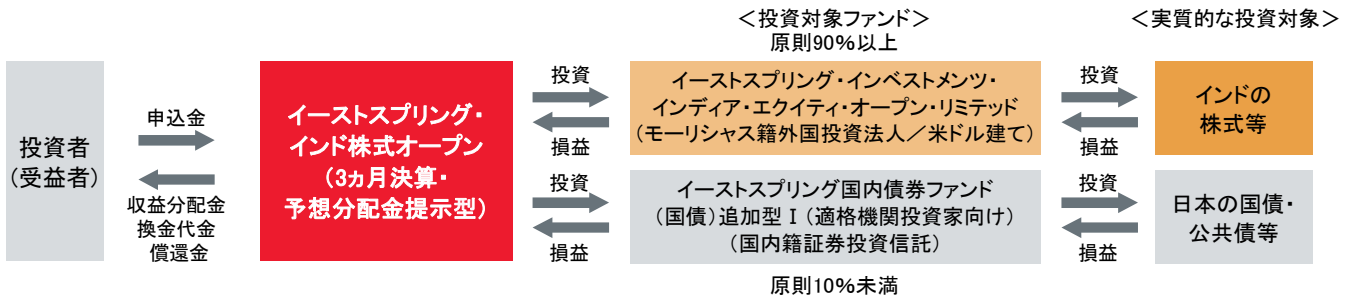 ＜投資対象ファンド＞
原則90％以上
＜実質的な投資対象＞
投資者
（受益者）
申込金
収益分配金
換金代金
償還金
イーストスプリング・
インド株式オープン
（3ヵ月決算・
予想分配金提示型）
投資
損益
投資
損益
イーストスプリング・インベストメンツ・
インディア・エクイティ・オープン・リミテッド
（モーリシャス籍外国投資法人／米ドル建て）
イーストスプリング国内債券ファンド
（国債）追加型Ⅰ（適格機関投資家向け）
（国内籍証券投資信託）
原則10％未満
投資
損益
投資
損益
インドの
株式等
日本の国債・
公共債等